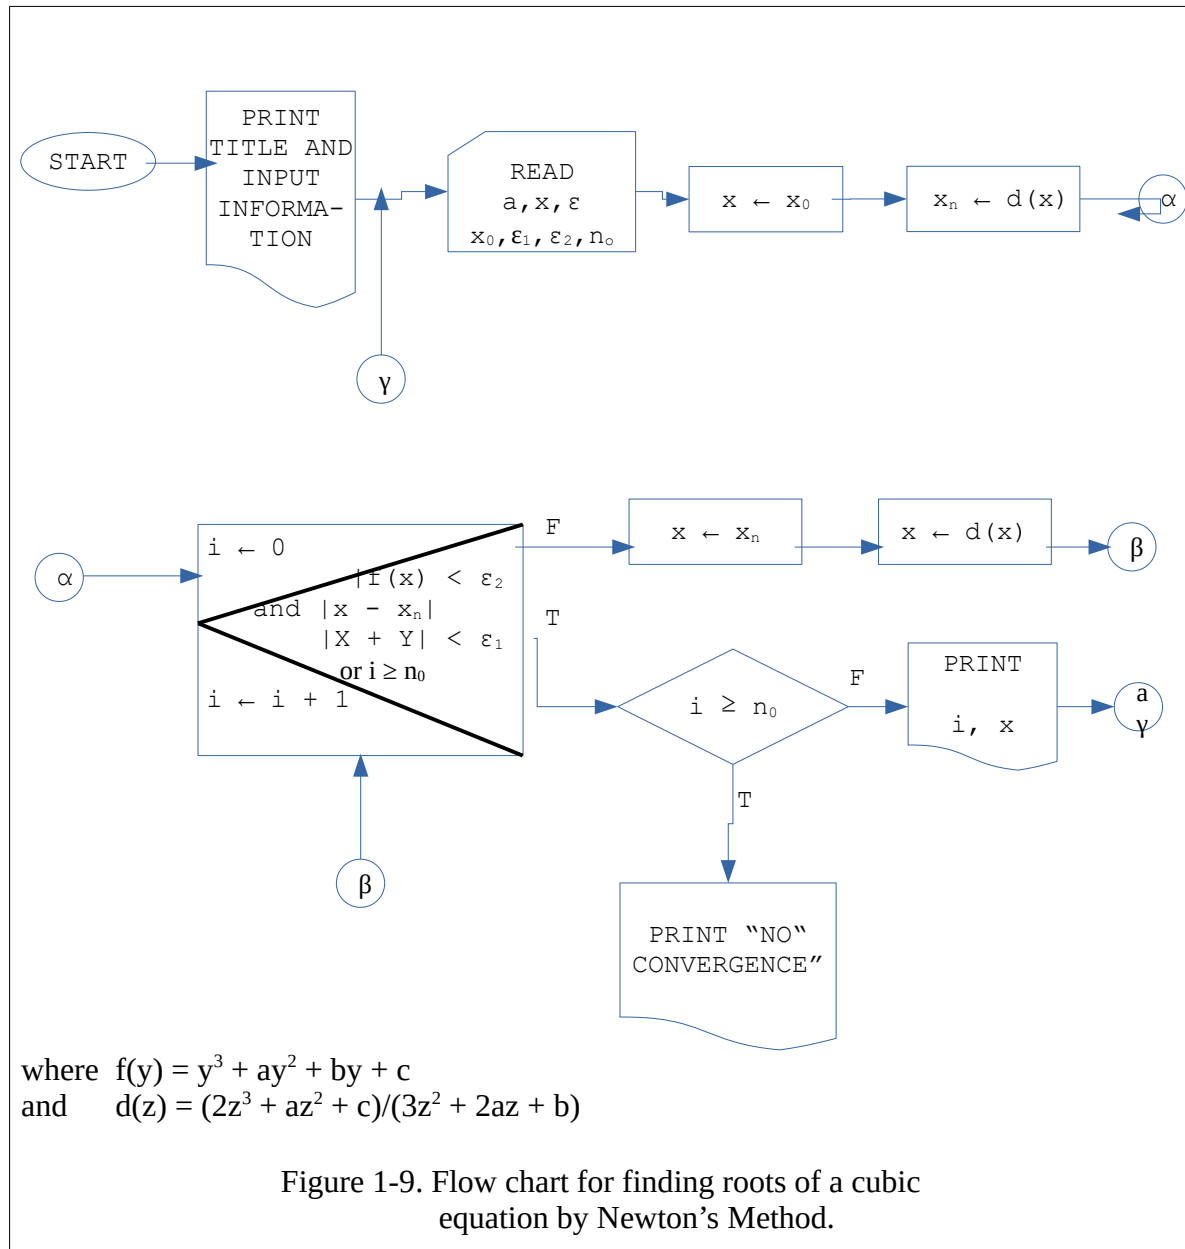 START
PRINT
TITLE AND
INPUT
INFORMA-
TION
READ
a,x,ε
x₀,ε₁,ε₂,nₒ
x ← x₀
xₙ ← d(x)
α
γ
α
i ← 0
|f(x) < ε₂
and |x - xₙ|
|X + Y| < ε₁
or i ≥ n₀
i ← i + 1
F
x ← xₙ
x ← d(x)
β
T
i ≥ n₀
F
PRINT
i, x
a
γ
T
β
PRINT “NO“
CONVERGENCE”
where f(y) = y³ + ay² + by + c
and d(z) = (2z³ + az² + c)/(3z² + 2az + b)
Figure 1-9. Flow chart for finding roots of a cubic
equation by Newton’s Method.